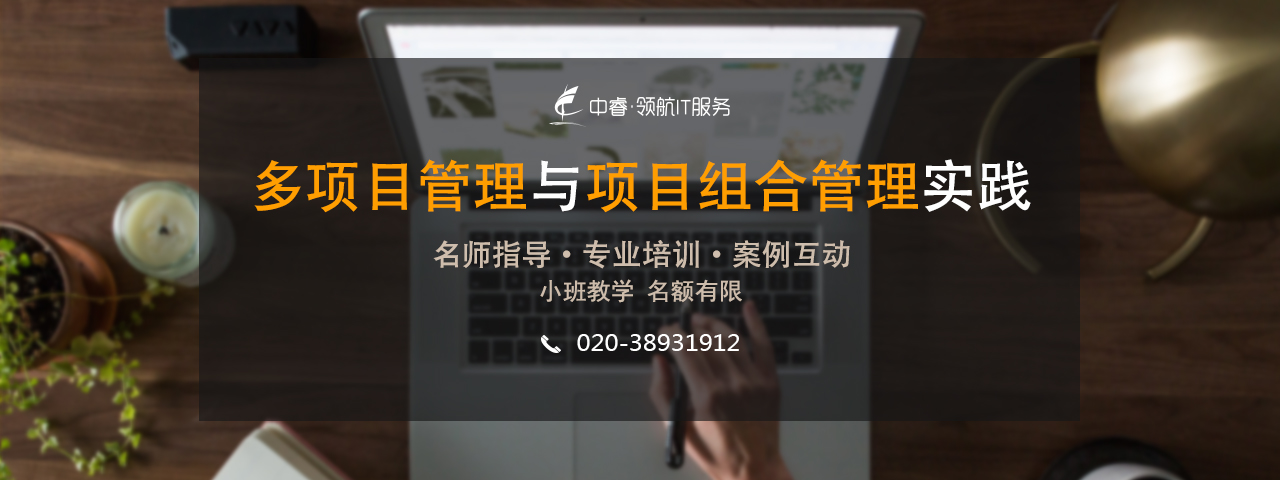 中睿·领航IT服务
多项目管理与项目组合管理实践
名师指导·专业培训·案例互动
小班教学 名额有限
020-38931912